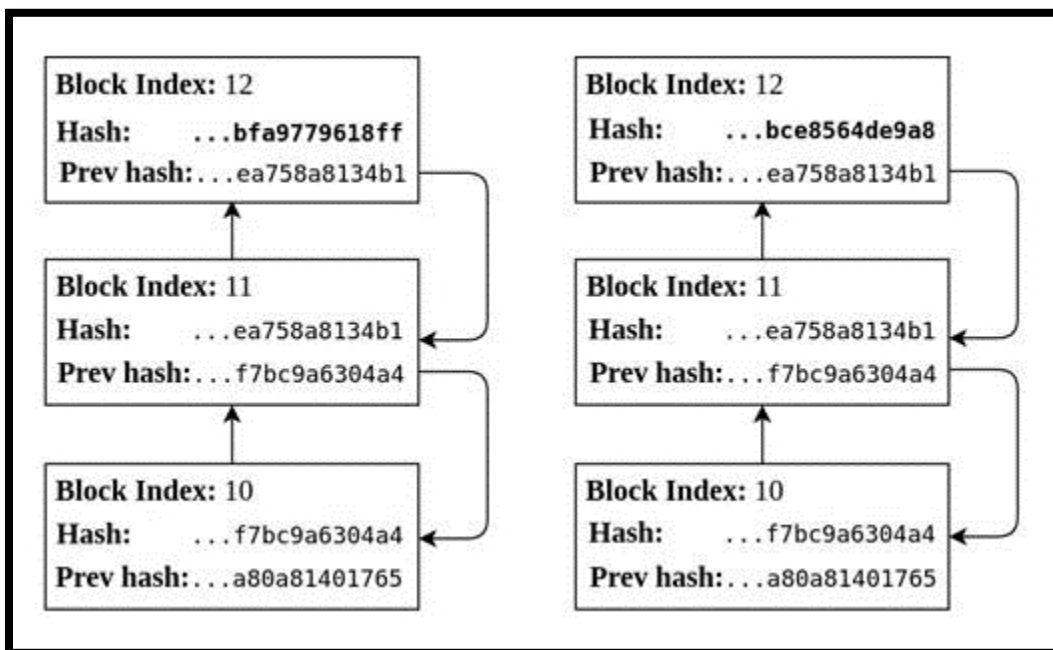 Block Index: 12
Hash: ...bfa9779618ff
Prev hash:...ea758a8134b1
Block Index: 11
Hash: ...ea758a8134b1
Prev hash:...f7bc9a6304a4
Block Index: 10
Hash: ...f7bc9a6304a4
Prev hash:...a80a81401765
Block Index: 12
Hash: ...bce8564de9a8
Prev hash:...ea758a8134b1
Block Index: 11
Hash: ...ea758a8134b1
Prev hash:...f7bc9a6304a4
Block Index: 10
Hash: ...f7bc9a6304a4
Prev hash:...a80a81401765